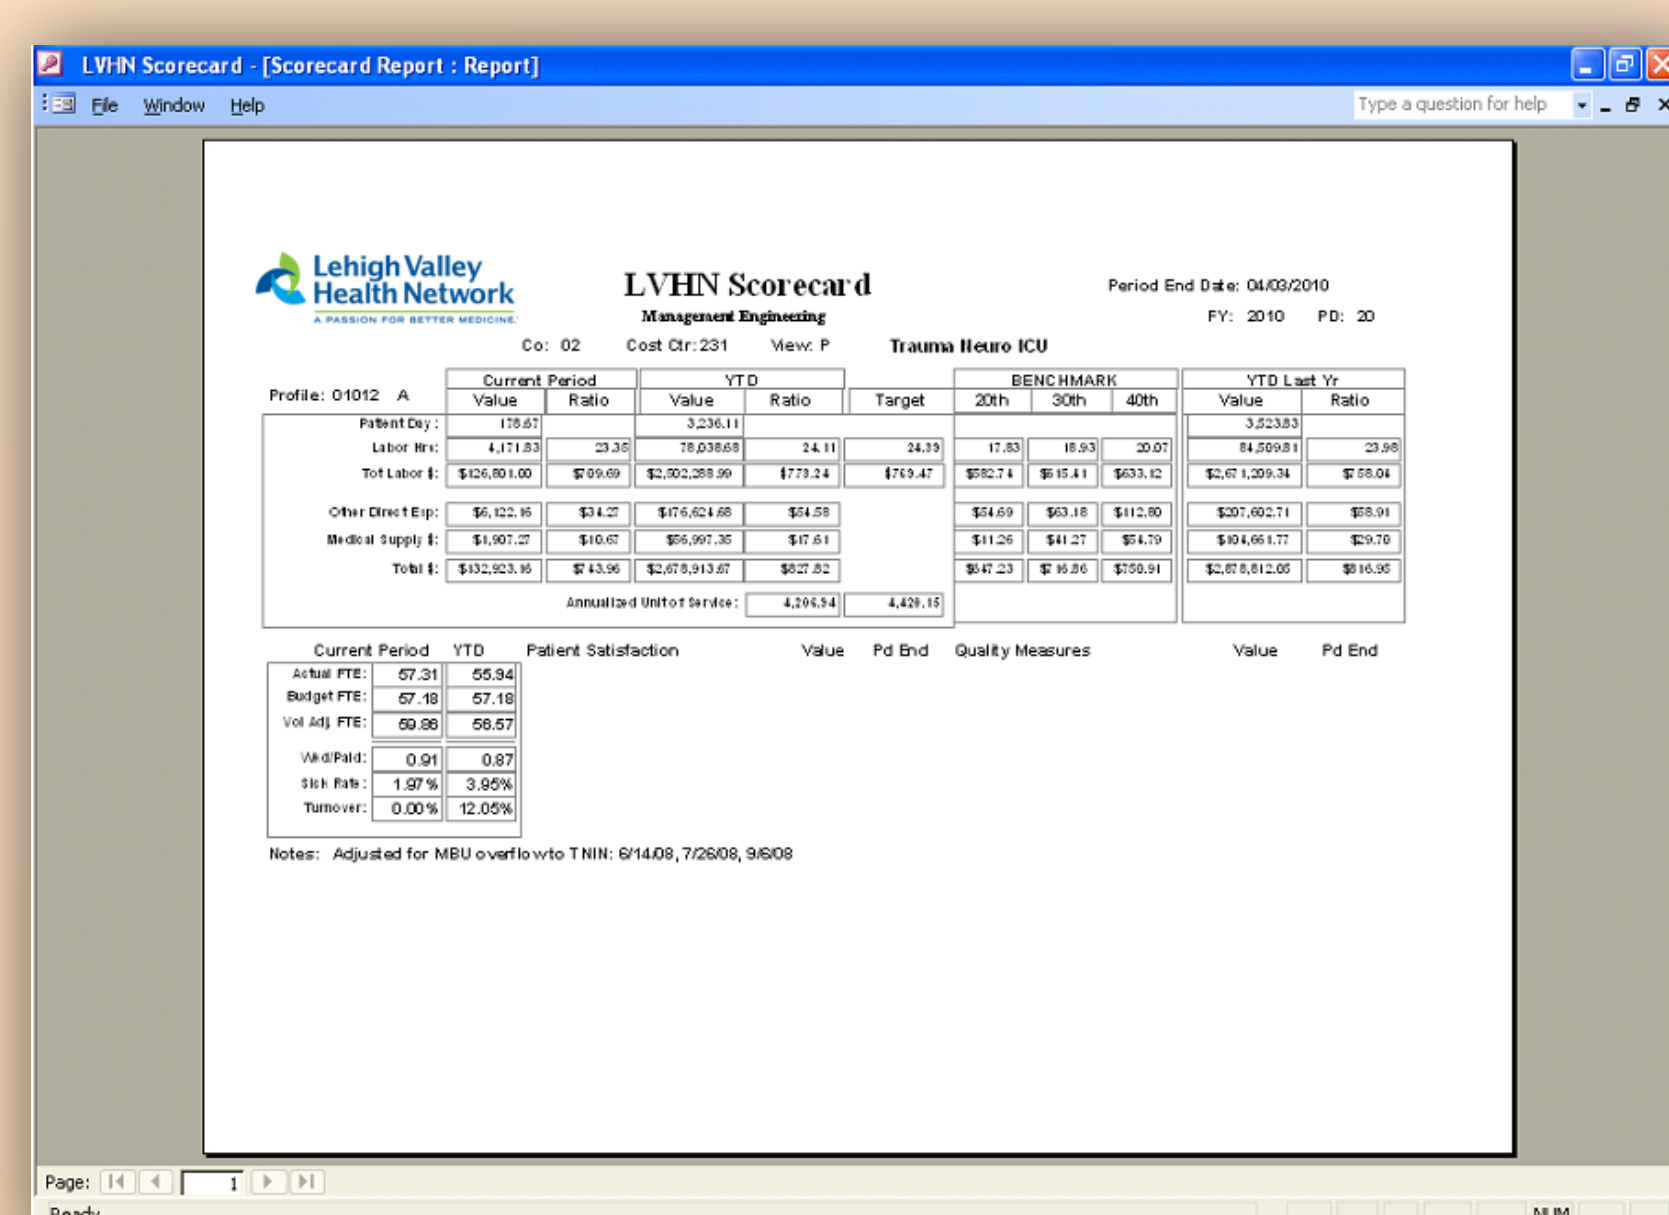 LVHN Scorecard - [Scorecard Report : Report]
File Window Help Type a question for help
Lehigh Valley
Health Network
A PASSION FOR BETTER MEDICINE.
LVHN Scorecard
Management Engineering
Period End Date: 04/03/2010
FY: 2010 PD: 20
Co: 02 Cost Ctr: 231 View: P Trauma Neuro ICU
Profile: 01012 A
Current Period YTD BENCHMARK YTD Last Yr
Value Ratio Value Ratio Target 20th 30th 40th Value Ratio
Patient Day: 178.67 3,236.11 3,523.83
Labor Hrs: 4,171.83 23.35 78,038.68 24.11 24.39 17.83 18.93 20.07 84,509.81 23.98
Tot Labor $: $126,801.00 $709.69 $2,502,288.99 $773.24 $769.47 $582.74 $615.41 $633.12 $2,671,209.34 $758.04
Other Direct Exp: $6,122.16 $34.27 $176,624.68 $54.58 $54.69 $63.18 $112.80 $207,602.71 $58.91
Medical Supply $: $1,907.27 $10.67 $56,997.35 $17.61 $11.26 $41.27 $54.79 $104,661.77 $29.70
Total $: $132,923.16 $743.96 $2,678,913.67 $827.82 $647.23 $716.86 $750.91 $2,878,812.05 $816.95
Annualized Unit of Service: 4,206.94 4,420.15
Current Period YTD Patient Satisfaction Value Pd End Quality Measures Value Pd End
Actual FTE: 57.31 55.94
Budget FTE: 57.18 57.18
Vol Adj. FTE: 59.86 56.57
Wkd/Paid: 0.91 0.87
Sick Rate: 1.97% 3.95%
Turnover: 0.00% 12.05%
Notes: Adjusted for MBU overflow to TNIN: 6/14/08, 7/26/08, 9/6/08
Page: 1
Ready NUM